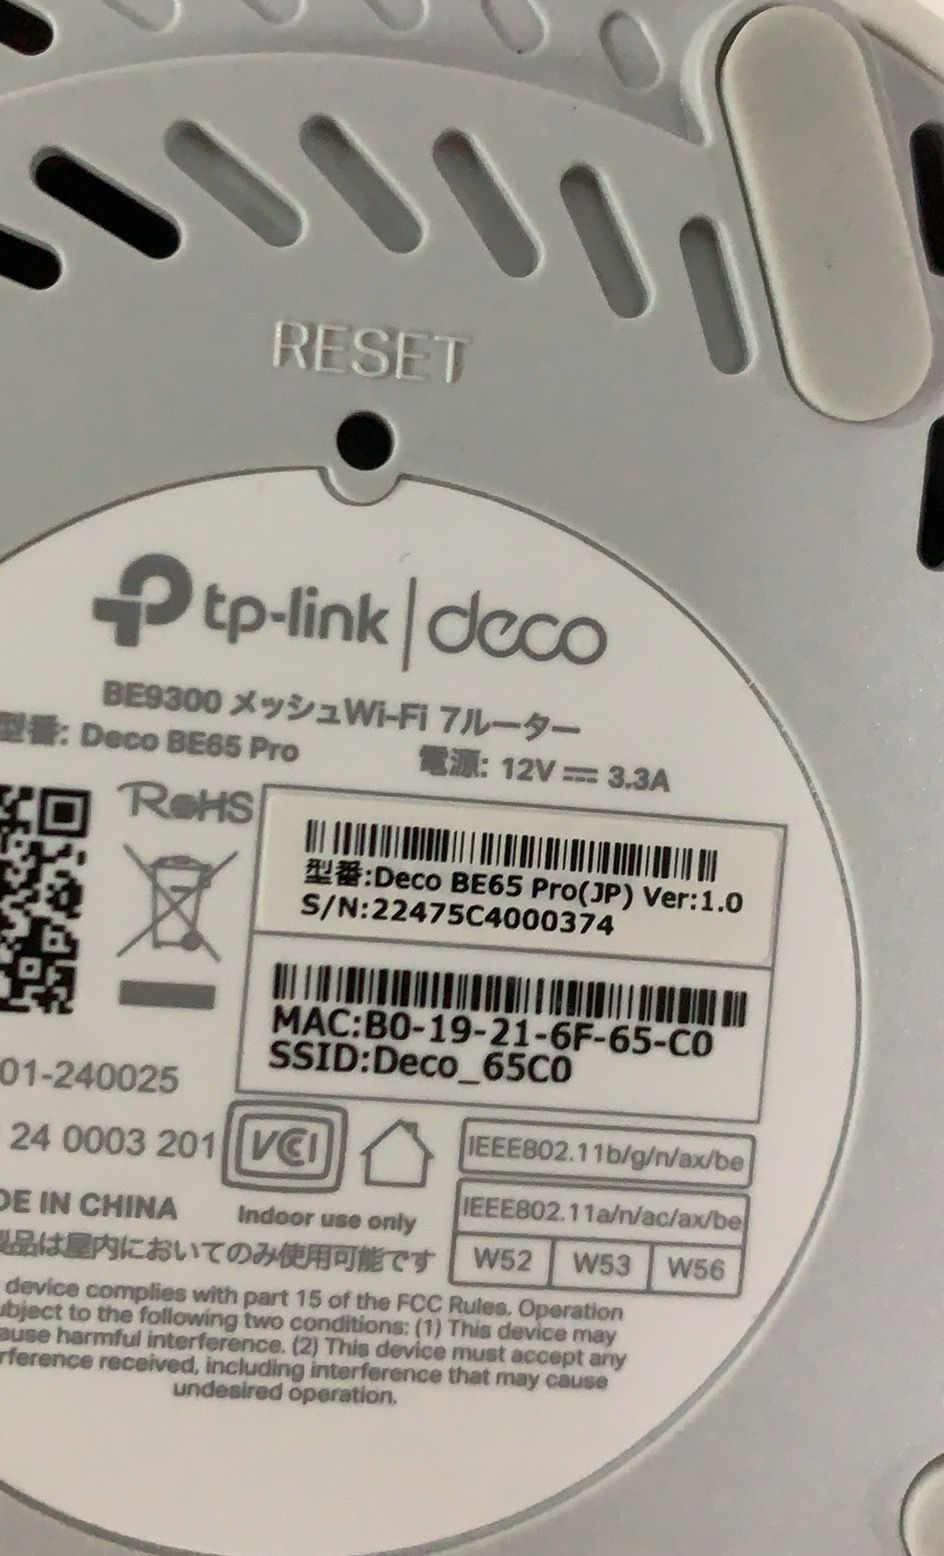 RESET
tp-link | deco
BE9300 メッシュWi-Fi 7ルーター
型番: Deco BE65 Pro
電源: 12V ⎓ 3.3A
RoHS
型番:Deco BE65 Pro(JP) Ver:1.0
S/N:22475C4000374
MAC:B0-19-21-6F-65-C0
SSID:Deco_65C0
01-240025
24 0003 201
VCCI
IEEE802.11b/g/n/ax/be
IEEE802.11a/n/ac/ax/be
W52 W53 W56
DE IN CHINA
Indoor use only
製品は屋内においてのみ使用可能です
device complies with part 15 of the FCC Rules. Operation
ubject to the following two conditions: (1) This device may
ause harmful interference. (2) This device must accept any
rference received, including interference that may cause
undesired operation.